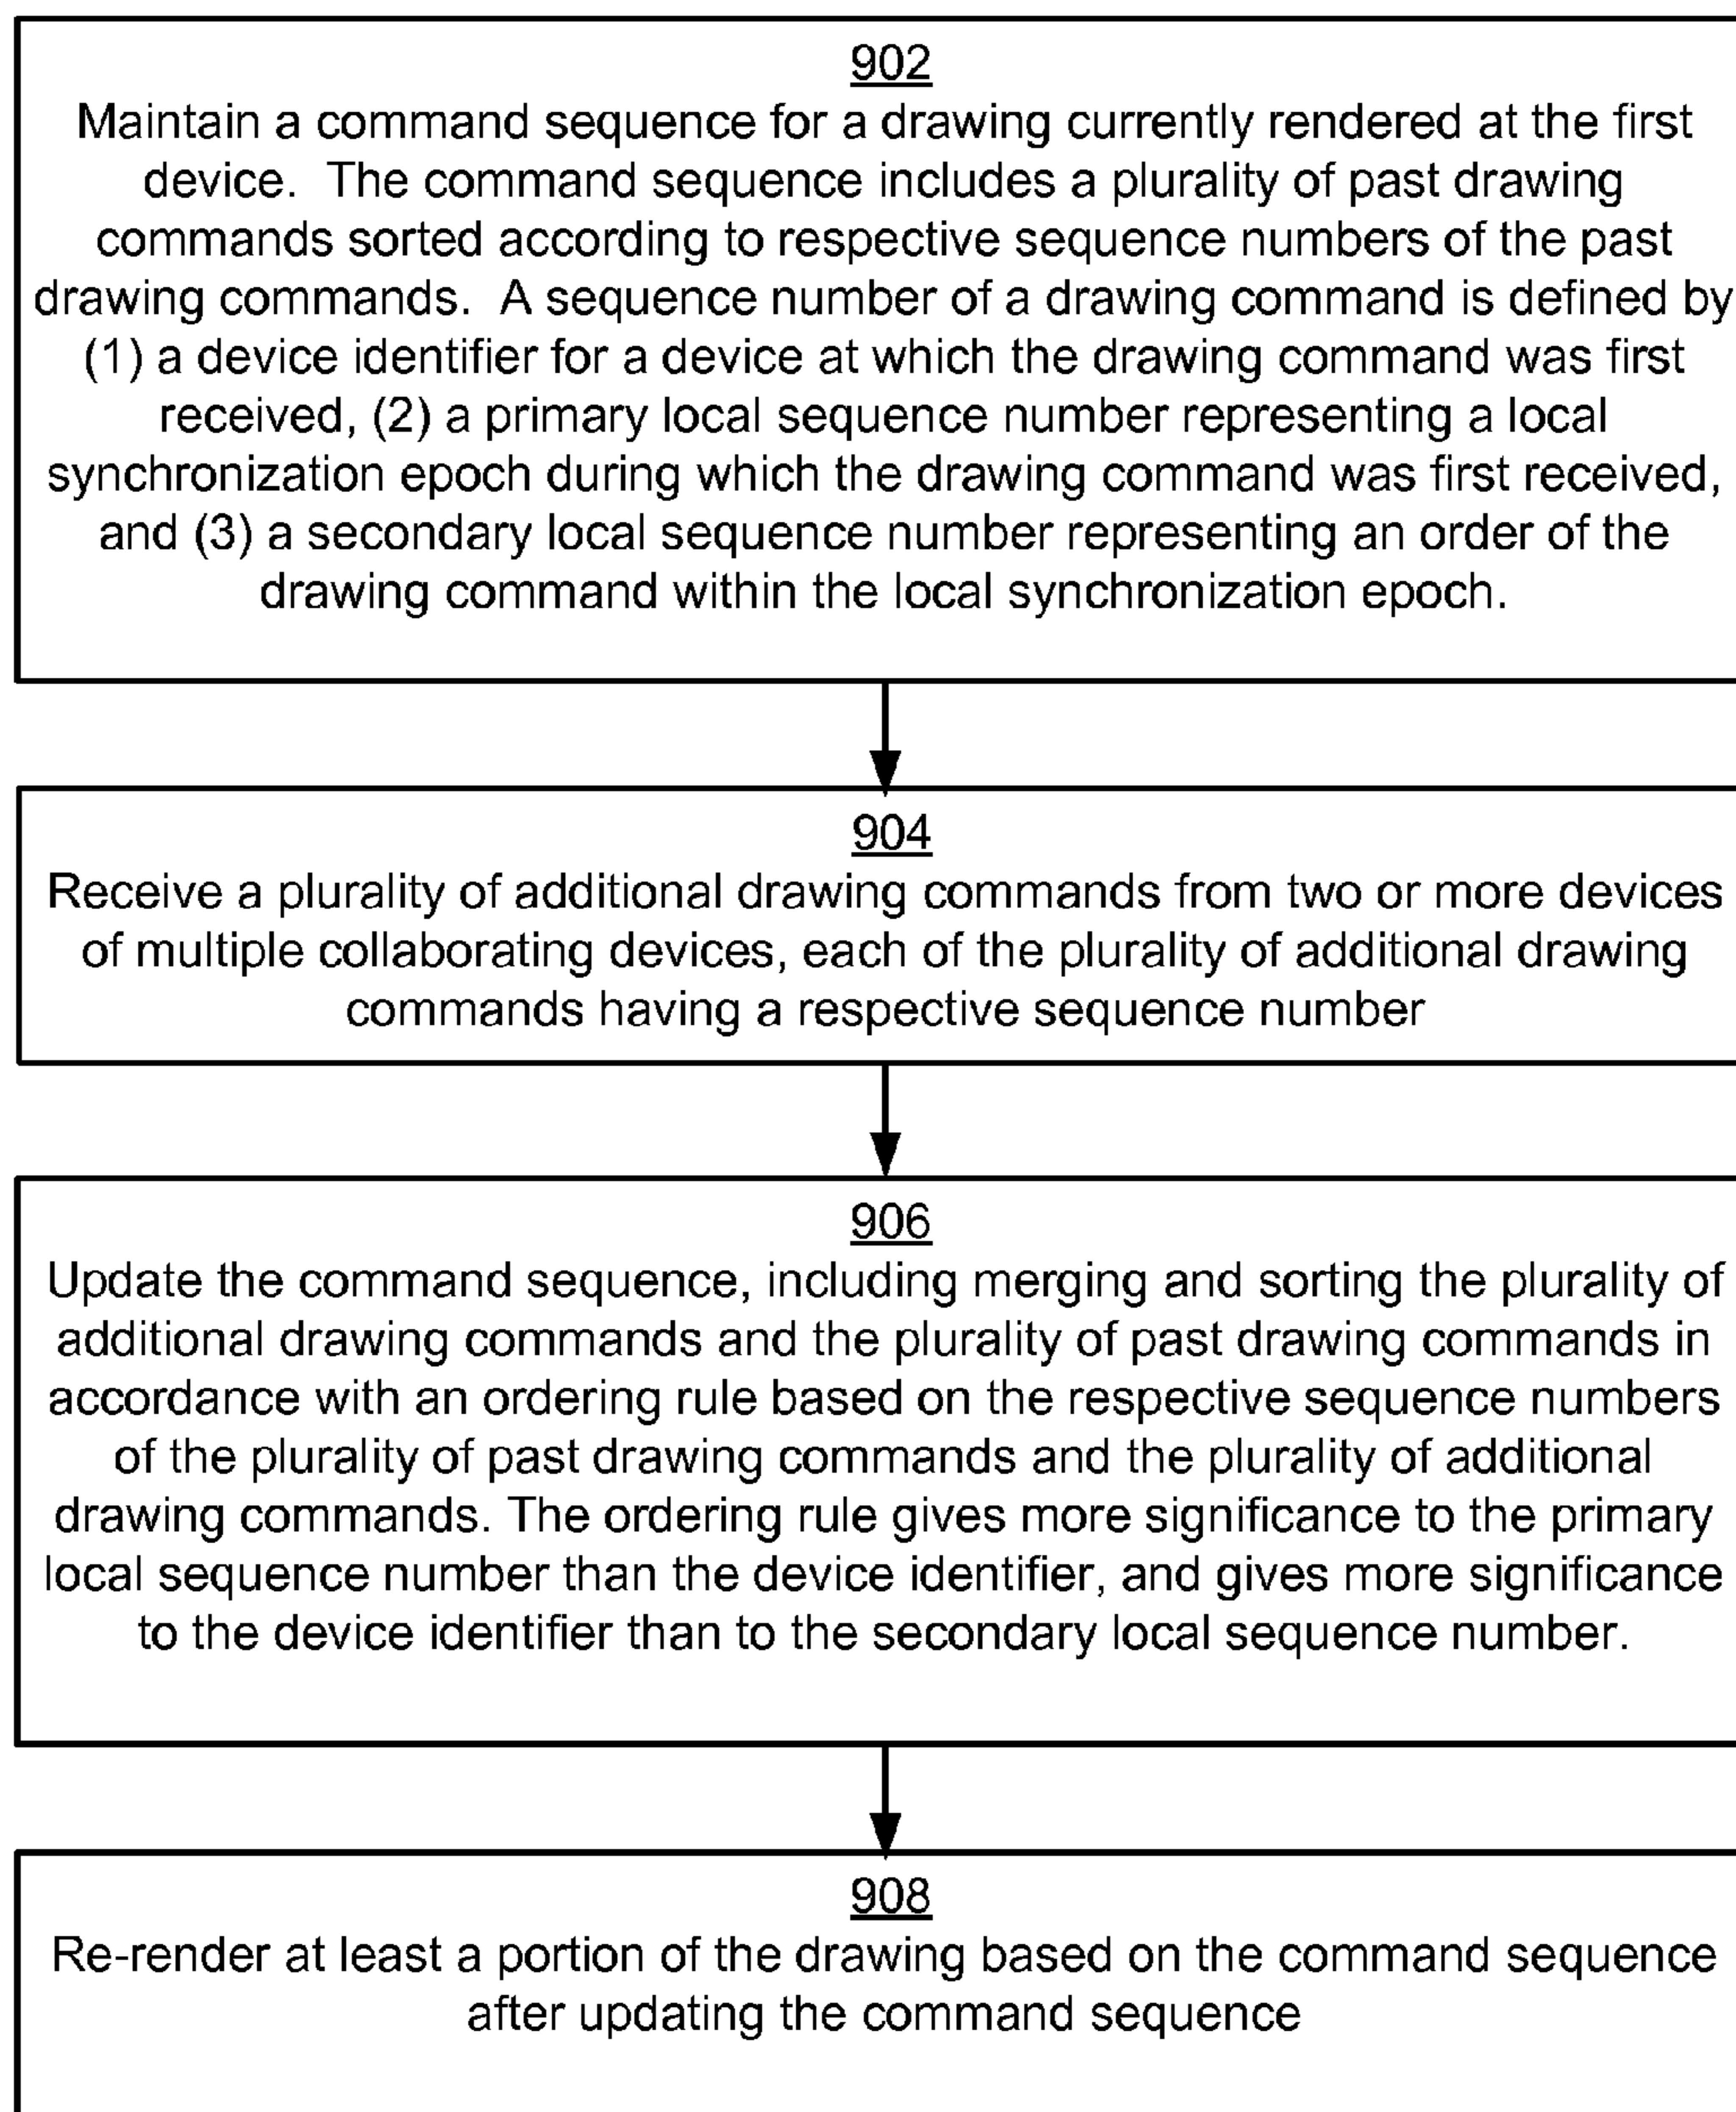 902
Maintain a command sequence for a drawing currently rendered at the first
device.  The command sequence includes a plurality of past drawing
commands sorted according to respective sequence numbers of the past
drawing commands.  A sequence number of a drawing command is defined by
(1) a device identifier for a device at which the drawing command was first
received, (2) a primary local sequence number representing a local
synchronization epoch during which the drawing command was first received,
and (3) a secondary local sequence number representing an order of the
drawing command within the local synchronization epoch.
904
Receive a plurality of additional drawing commands from two or more devices
of multiple collaborating devices, each of the plurality of additional drawing
commands having a respective sequence number
906
Update the command sequence, including merging and sorting the plurality of
additional drawing commands and the plurality of past drawing commands in
accordance with an ordering rule based on the respective sequence numbers
of the plurality of past drawing commands and the plurality of additional
drawing commands. The ordering rule gives more significance to the primary
local sequence number than the device identifier, and gives more significance
to the device identifier than to the secondary local sequence number.
908
Re-render at least a portion of the drawing based on the command sequence
after updating the command sequence